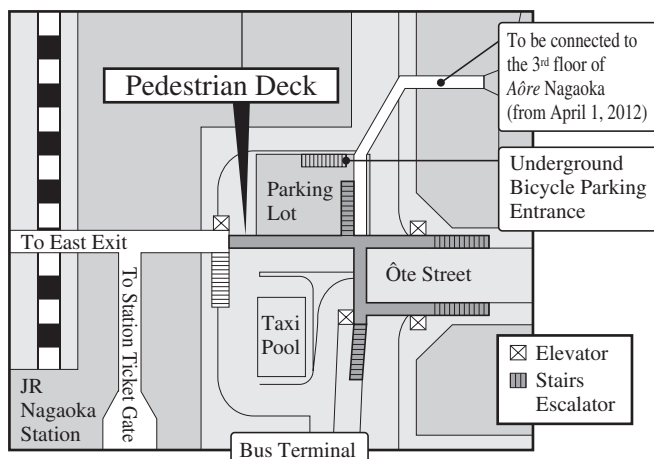 To be connected to
the 3rd floor of
Aôre Nagaoka
(from April 1, 2012)
Pedestrian Deck
Underground
Bicycle Parking
Entrance
Parking
Lot
To East Exit
To Station Ticket Gate
Ôte Street
Taxi
Pool
Elevator
Stairs
Escalator
JR
Nagaoka
Station
Bus Terminal